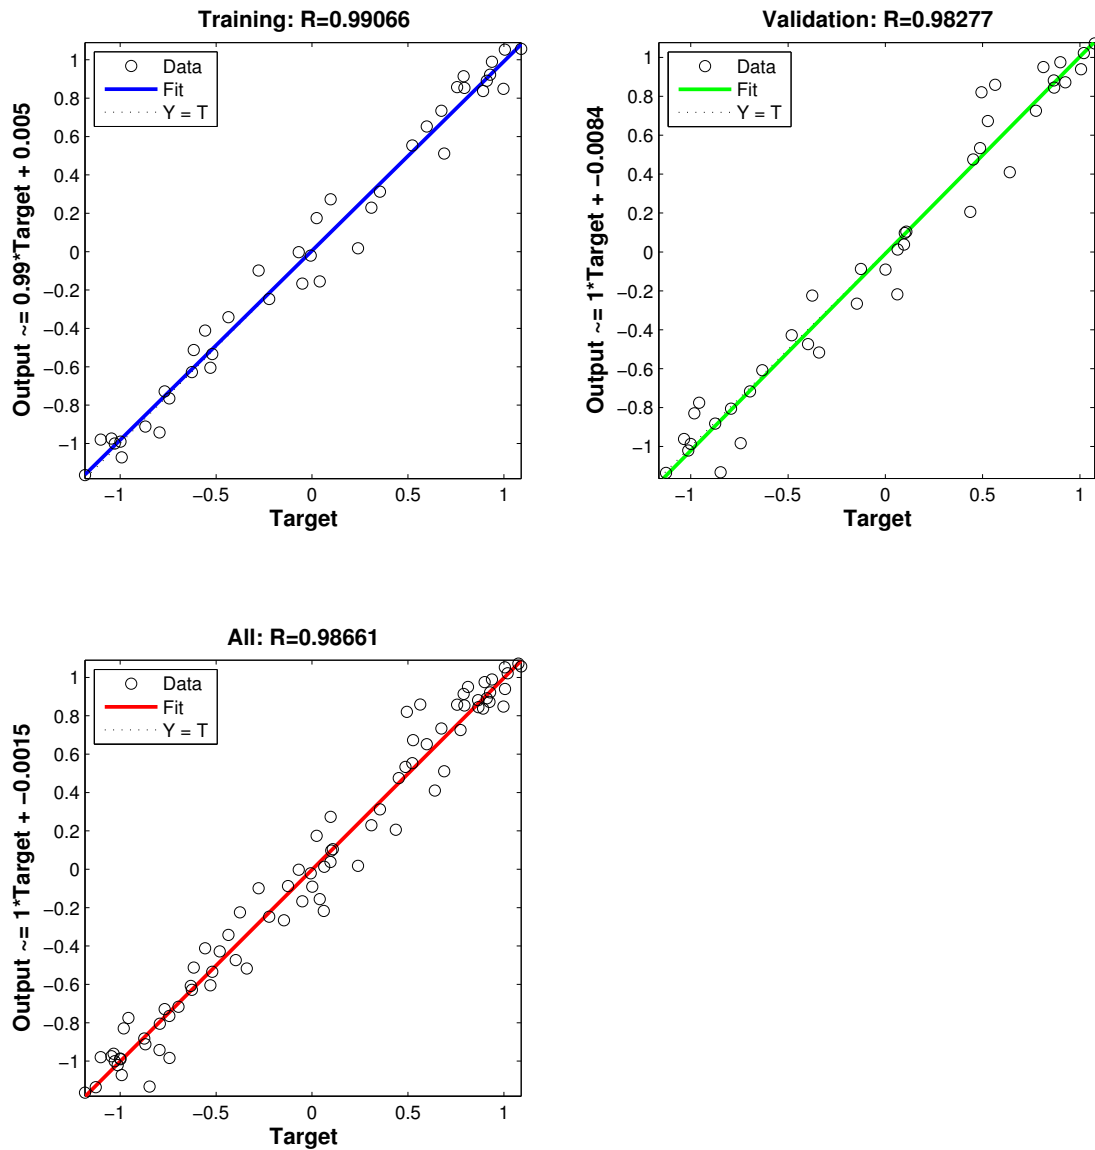 Training: R=0.99066
Output ~= 0.99*Target + 0.005
1
0.8
0.6
0.4
0.2
0
−0.2
−0.4
−0.6
−0.8
−1
Data
Fit
Y = T
−1 −0.5 0 0.5 1
Target
Validation: R=0.98277
Output ~= 1*Target + −0.0084
1
0.8
0.6
0.4
0.2
0
−0.2
−0.4
−0.6
−0.8
−1
Data
Fit
Y = T
−1 −0.5 0 0.5 1
Target
All: R=0.98661
Output ~= 1*Target + −0.0015
1
0.8
0.6
0.4
0.2
0
−0.2
−0.4
−0.6
−0.8
−1
Data
Fit
Y = T
−1 −0.5 0 0.5 1
Target